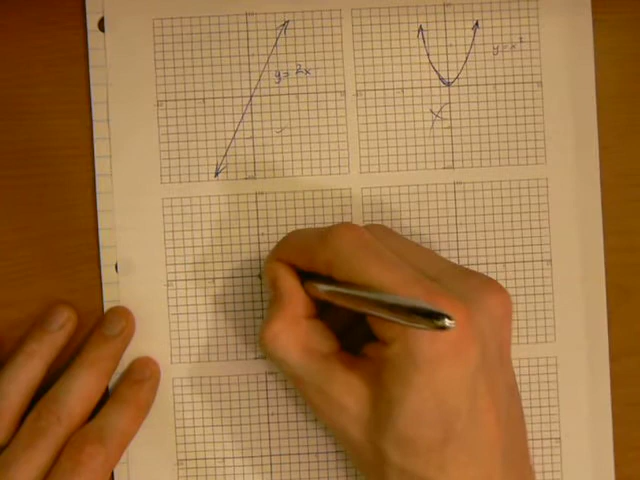 y = 2x
y = x²